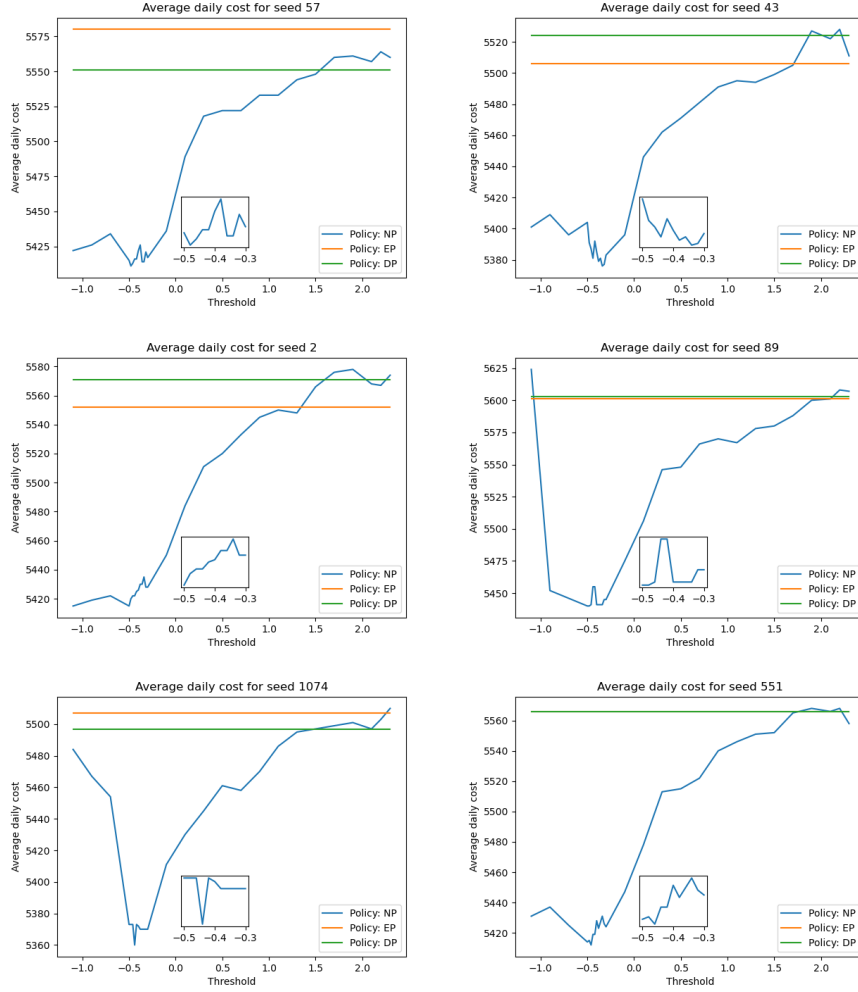 Average daily cost for seed 57
Average daily cost
5575
5550
5525
5500
5475
5450
5425
−0.5 −0.4 −0.3
Policy: NP
Policy: EP
Policy: DP
−1.0 −0.5 0.0 0.5 1.0 1.5 2.0
Threshold
Average daily cost for seed 43
Average daily cost
5520
5500
5480
5460
5440
5420
5400
5380
−0.5 −0.4 −0.3
Policy: NP
Policy: EP
Policy: DP
−1.0 −0.5 0.0 0.5 1.0 1.5 2.0
Threshold
Average daily cost for seed 2
Average daily cost
5580
5560
5540
5520
5500
5480
5460
5440
5420
−0.5 −0.4 −0.3
Policy: NP
Policy: EP
Policy: DP
−1.0 −0.5 0.0 0.5 1.0 1.5 2.0
Threshold
Average daily cost for seed 89
Average daily cost
5625
5600
5575
5550
5525
5500
5475
5450
−0.5 −0.4 −0.3
Policy: NP
Policy: EP
Policy: DP
−1.0 −0.5 0.0 0.5 1.0 1.5 2.0
Threshold
Average daily cost for seed 1074
Average daily cost
5500
5480
5460
5440
5420
5400
5380
5360
−0.5 −0.4 −0.3
Policy: NP
Policy: EP
Policy: DP
−1.0 −0.5 0.0 0.5 1.0 1.5 2.0
Threshold
Average daily cost for seed 551
Average daily cost
5560
5540
5520
5500
5480
5460
5440
5420
−0.5 −0.4 −0.3
Policy: NP
Policy: EP
Policy: DP
−1.0 −0.5 0.0 0.5 1.0 1.5 2.0
Threshold